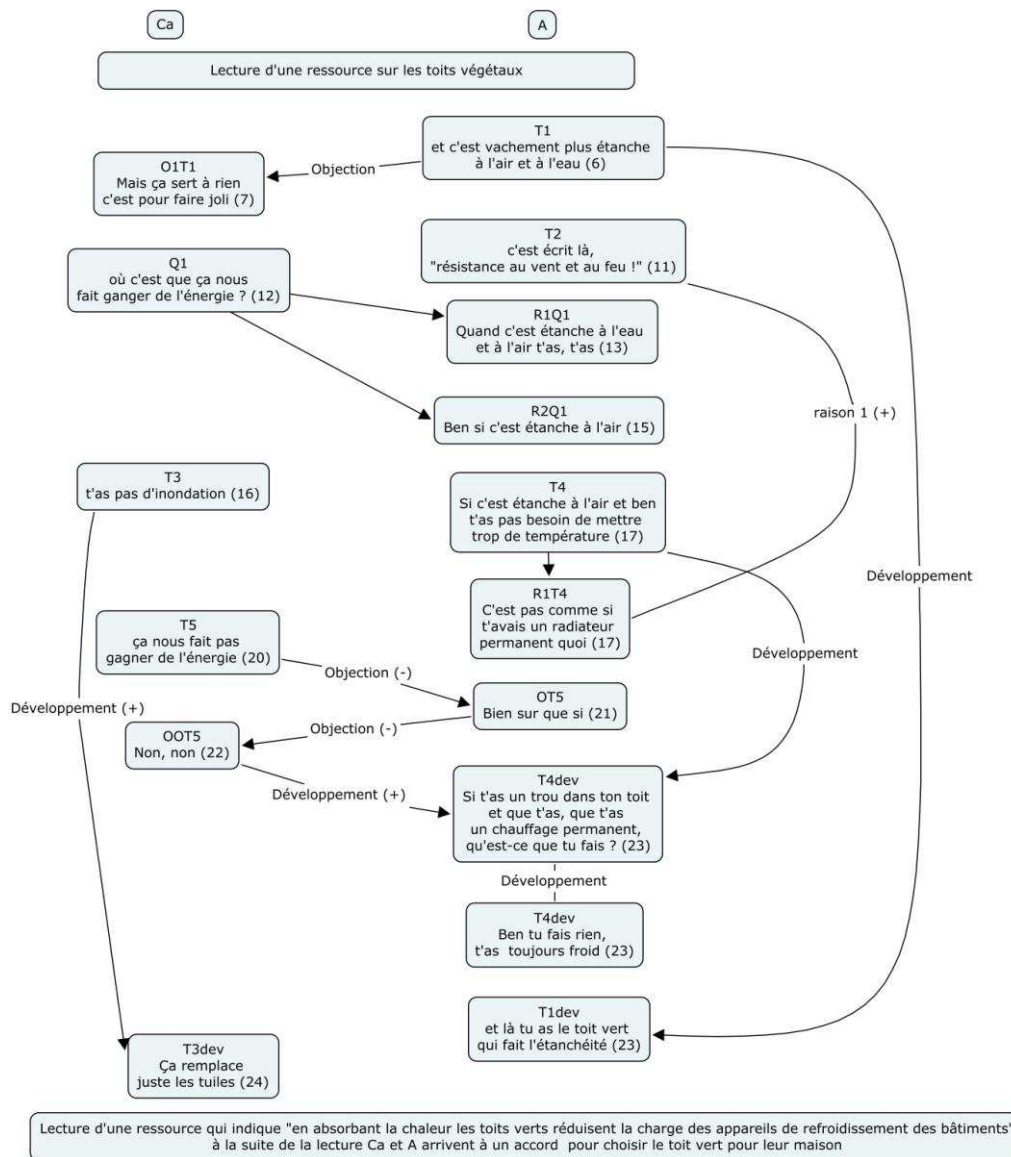 Ca
A
Lecture d'une ressource sur les toits végétaux
T1
et c'est vachement plus étanche
à l'air et à l'eau (6)
Objection
O1T1
Mais ça sert à rien
c'est pour faire joli (7)
T2
c'est écrit là,
"résistance au vent et au feu !" (11)
Q1
où c'est que ça nous
fait ganger de l'énergie ? (12)
R1Q1
Quand c'est étanche à l'eau
et à l'air t'as, t'as (13)
R2Q1
Ben si c'est étanche à l'air (15)
raison 1 (+)
T3
t'as pas d'inondation (16)
T4
Si c'est étanche à l'air et ben
t'as pas besoin de mettre
trop de température (17)
Développement
R1T4
C'est pas comme si
t'avais un radiateur
permanent quoi (17)
T5
ça nous fait pas
gagner de l'énergie (20)
Développement
Objection (-)
OT5
Bien sur que si (21)
Développement (+)
Objection (-)
OOT5
Non, non (22)
Développement (+)
T4dev
Si t'as un trou dans ton toit
et que t'as, que t'as
un chauffage permanent,
qu'est-ce que tu fais ? (23)
Développement
T4dev
Ben tu fais rien,
t'as toujours froid (23)
T1dev
et là tu as le toit vert
qui fait l'étanchéité (23)
T3dev
Ça remplace
juste les tuiles (24)
Lecture d'une ressource qui indique "en absorbant la chaleur les toits verts réduisent la charge des appareils de refroidissement des bâtiments"
à la suite de la lecture Ca et A arrivent à un accord pour choisir le toit vert pour leur maison